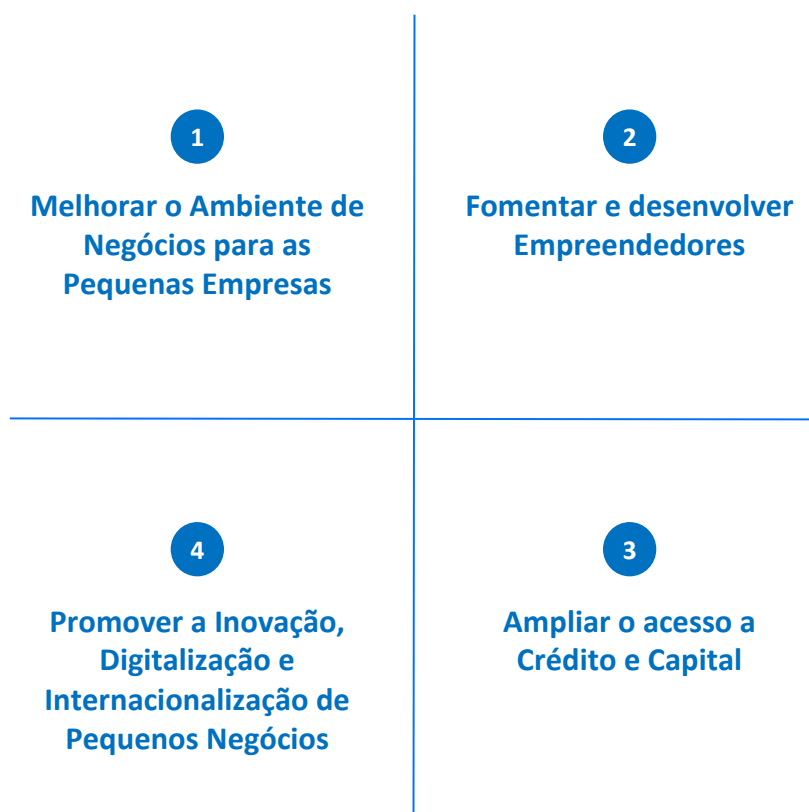 1
Melhorar o Ambiente de
Negócios para as
Pequenas Empresas
2
Fomentar e desenvolver
Empreendedores
4
Promover a Inovação,
Digitalização e
Internacionalização de
Pequenos Negócios
3
Ampliar o acesso a
Crédito e Capital